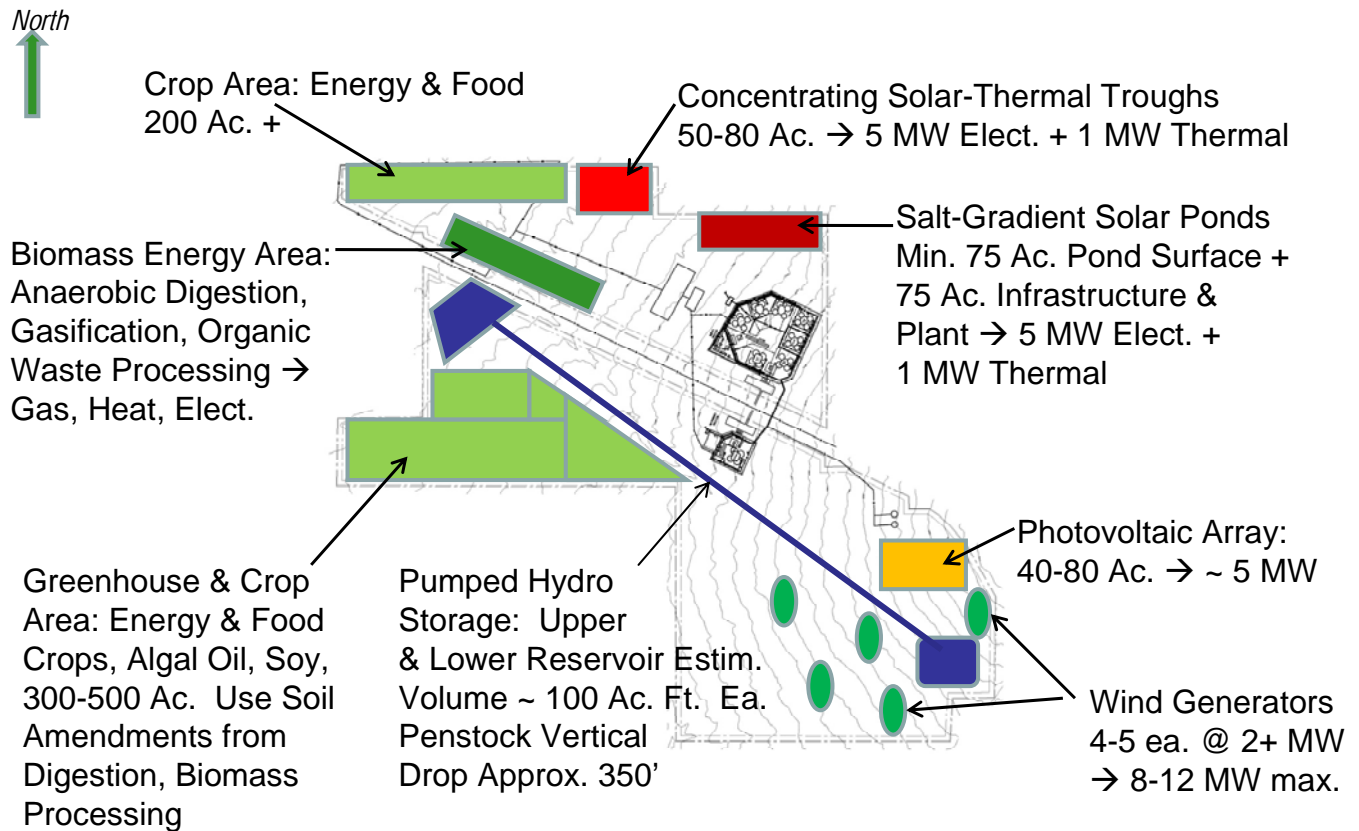 North
Crop Area: Energy & Food
200 Ac. +
Concentrating Solar-Thermal Troughs
50-80 Ac. → 5 MW Elect. + 1 MW Thermal
Salt-Gradient Solar Ponds
Min. 75 Ac. Pond Surface +
75 Ac. Infrastructure &
Plant → 5 MW Elect. +
1 MW Thermal
Biomass Energy Area:
Anaerobic Digestion,
Gasification, Organic
Waste Processing →
Gas, Heat, Elect.
Greenhouse & Crop
Area: Energy & Food
Crops, Algal Oil, Soy,
300-500 Ac.  Use Soil
Amendments from
Digestion, Biomass
Processing
Pumped Hydro
Storage:  Upper
& Lower Reservoir Estim.
Volume ~ 100 Ac. Ft.  Ea.
Penstock Vertical
Drop Approx. 350’
Photovoltaic Array:
40-80 Ac. → ~ 5 MW
Wind Generators
4-5 ea. @ 2+ MW
→ 8-12 MW max.